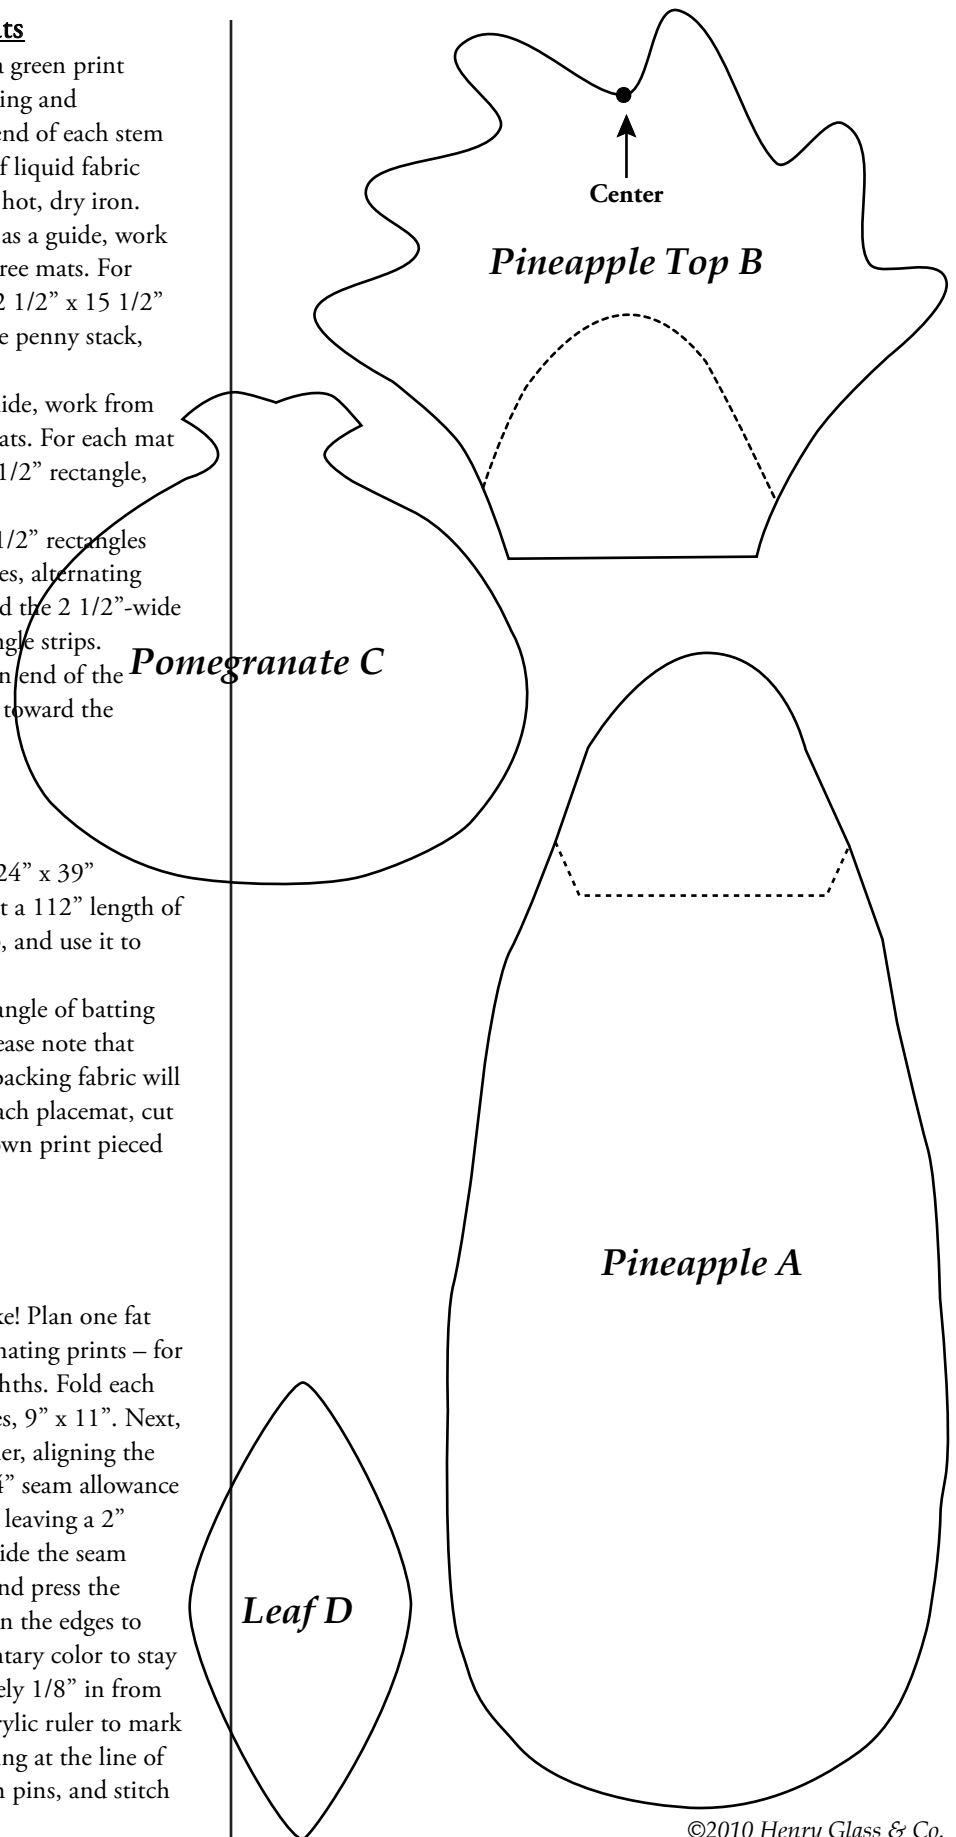 green print
ing and
end of each stem
liquid fabric
hot, dry iron.
as a guide, work
ree mats. For
2 1/2” x 15 1/2”
penny stack,
ide, work from
ats. For each mat
1/2” rectangle,
1/2” rectangles
es, alternating
d the 2 1/2”-wide
ngle strips.
n end of the
toward the
24” x 39”
t a 112” length of
, and use it to
angle of batting
ease note that
backing fabric will
ach placemat, cut
own print pieced
ke! Plan one fat
nating prints – for
hths. Fold each
es, 9” x 11”. Next,
er, aligning the
4” seam allowance
leaving a 2”
ide the seam
nd press the
n the edges to
ntary color to stay
ely 1/8” in from
rylic ruler to mark
ng at the line of
n pins, and stitch
Center
Pineapple Top B
Pomegranate C
Pineapple A
Leaf D
©2010 Henry Glass & Co.